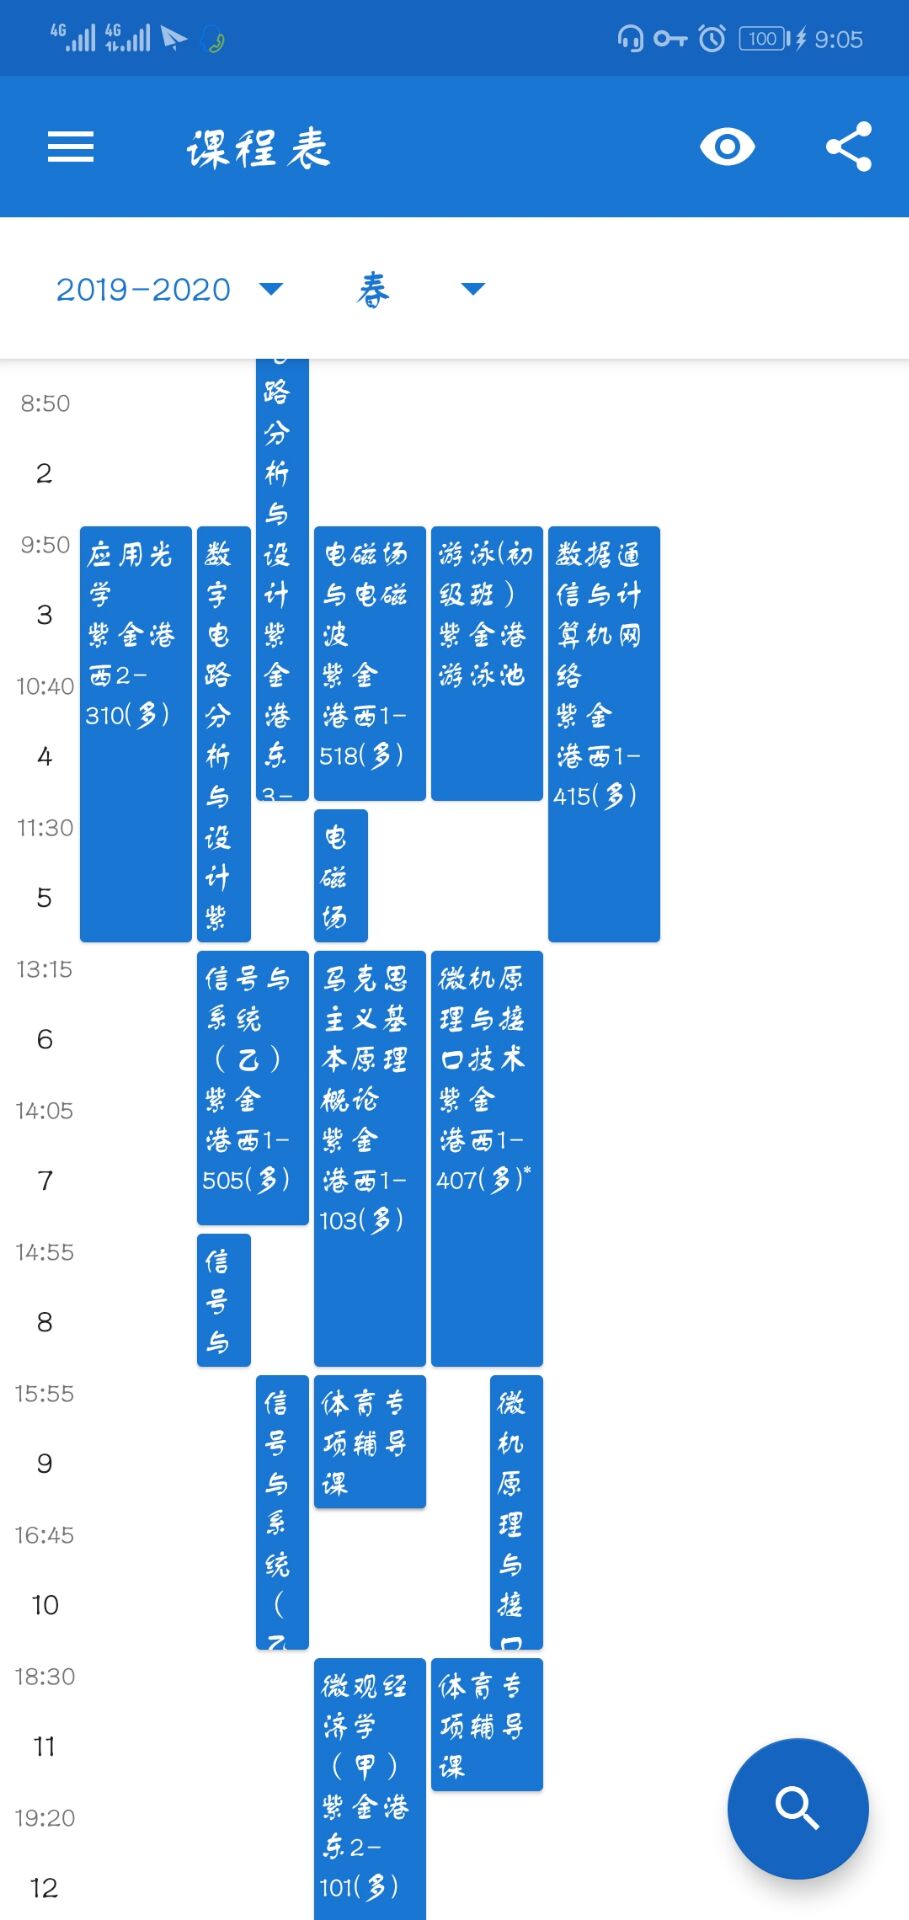 4G 4G 100 9:05
课程表
2019-2020 春
8:50
2
9:50
3
10:40
4
11:30
5
13:15
6
14:05
7
14:55
8
15:55
9
16:45
10
18:30
11
19:20
12
应用光
学
紫金港
西2-
310(多)
数
字
电
路
分
析
与
设
计
紫
路
分
析
与
设
计
紫
金
港
东
3-
电磁场
与电磁
波
紫金
港西1-
518(多)
游泳(初
级班)
紫金港
游泳池
数据通
信与计
算机网
络
紫金
港西1-
415(多)
电
磁
场
信号与
系统
(乙)
紫金
港西1-
505(多)
马克思
主义基
本原理
概论
紫金
港西1-
103(多)
微机原
理与接
口技术
紫金
港西1-
407(多)*
信
号
与
信
号
与
系
统
(
乙
体育专
项辅导
课
微
机
原
理
与
接
口
微观经
济学
(甲)
紫金港
东2-
101(多)
体育专
项辅导
课